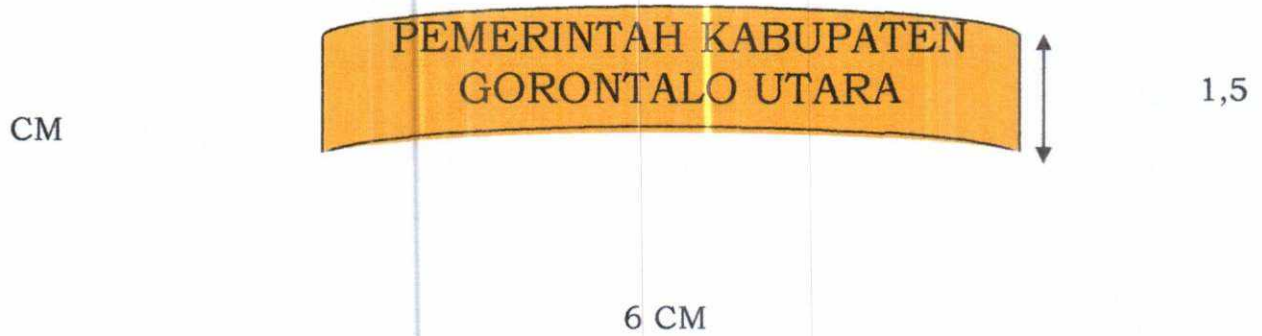 PEMERINTAH KABUPATEN
GORONTALO UTARA
1,5
CM
6 CM